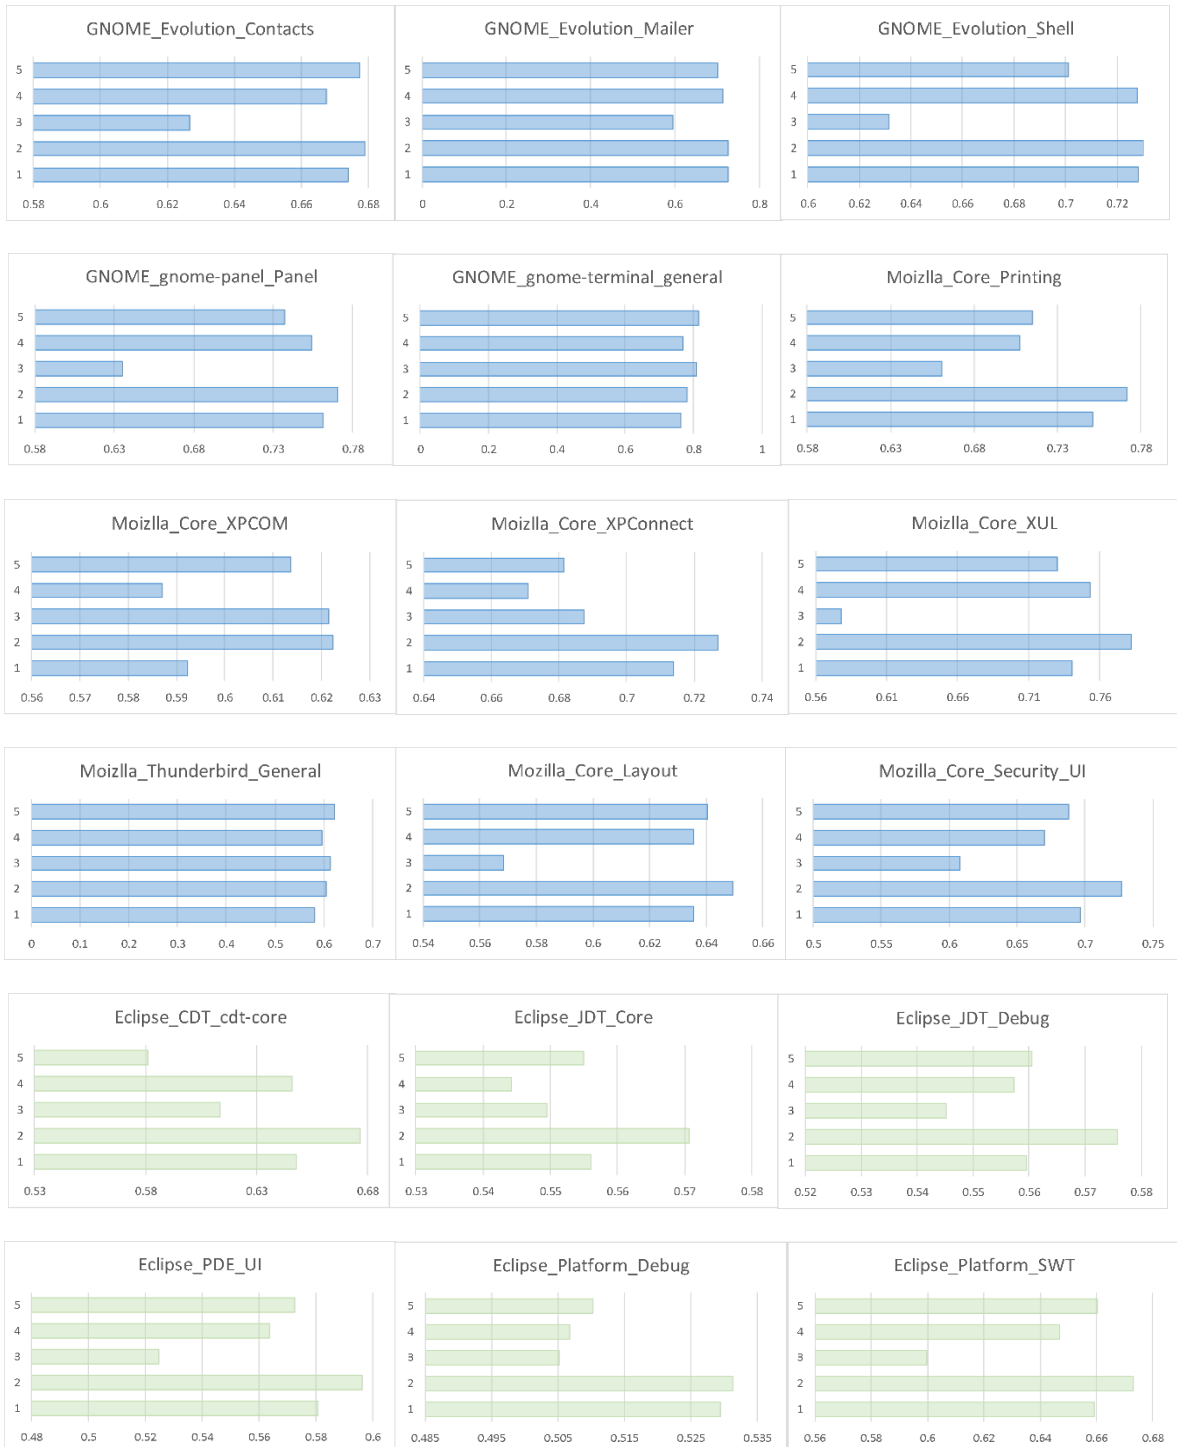 GNOME_Evolution_Contacts
5
4
3
2
1
0.58 0.6 0.62 0.64 0.66 0.68
GNOME_Evolution_Mailer
5
4
3
2
1
0 0.2 0.4 0.6 0.8
GNOME_Evolution_Shell
5
4
3
2
1
0.6 0.62 0.64 0.66 0.68 0.7 0.72
GNOME_gnome-panel_Panel
5
4
3
2
1
0.58 0.63 0.68 0.73 0.78
GNOME_gnome-terminal_general
5
4
3
2
1
0 0.2 0.4 0.6 0.8 1
Moizlla_Core_Printing
5
4
3
2
1
0.58 0.63 0.68 0.73 0.78
Moizlla_Core_XPCOM
5
4
3
2
1
0.56 0.57 0.58 0.59 0.6 0.61 0.62 0.63
Moizlla_Core_XPConnect
5
4
3
2
1
0.64 0.66 0.68 0.7 0.72 0.74
Moizlla_Core_XUL
5
4
3
2
1
0.56 0.61 0.66 0.71 0.76
Moizlla_Thunderbird_General
5
4
3
2
1
0 0.1 0.2 0.3 0.4 0.5 0.6 0.7
Mozilla_Core_Layout
5
4
3
2
1
0.54 0.56 0.58 0.6 0.62 0.64 0.66
Mozilla_Core_Security_UI
5
4
3
2
1
0.5 0.55 0.6 0.65 0.7 0.75
Eclipse_CDT_cdt-core
5
4
3
2
1
0.53 0.58 0.63 0.68
Eclipse_JDT_Core
5
4
3
2
1
0.53 0.54 0.55 0.56 0.57 0.58
Eclipse_JDT_Debug
5
4
3
2
1
0.52 0.53 0.54 0.55 0.56 0.57 0.58
Eclipse_PDE_UI
5
4
3
2
1
0.48 0.5 0.52 0.54 0.56 0.58 0.6
Eclipse_Platform_Debug
5
4
3
2
1
0.485 0.495 0.505 0.515 0.525 0.535
Eclipse_Platform_SWT
5
4
3
2
1
0.56 0.58 0.6 0.62 0.64 0.66 0.68